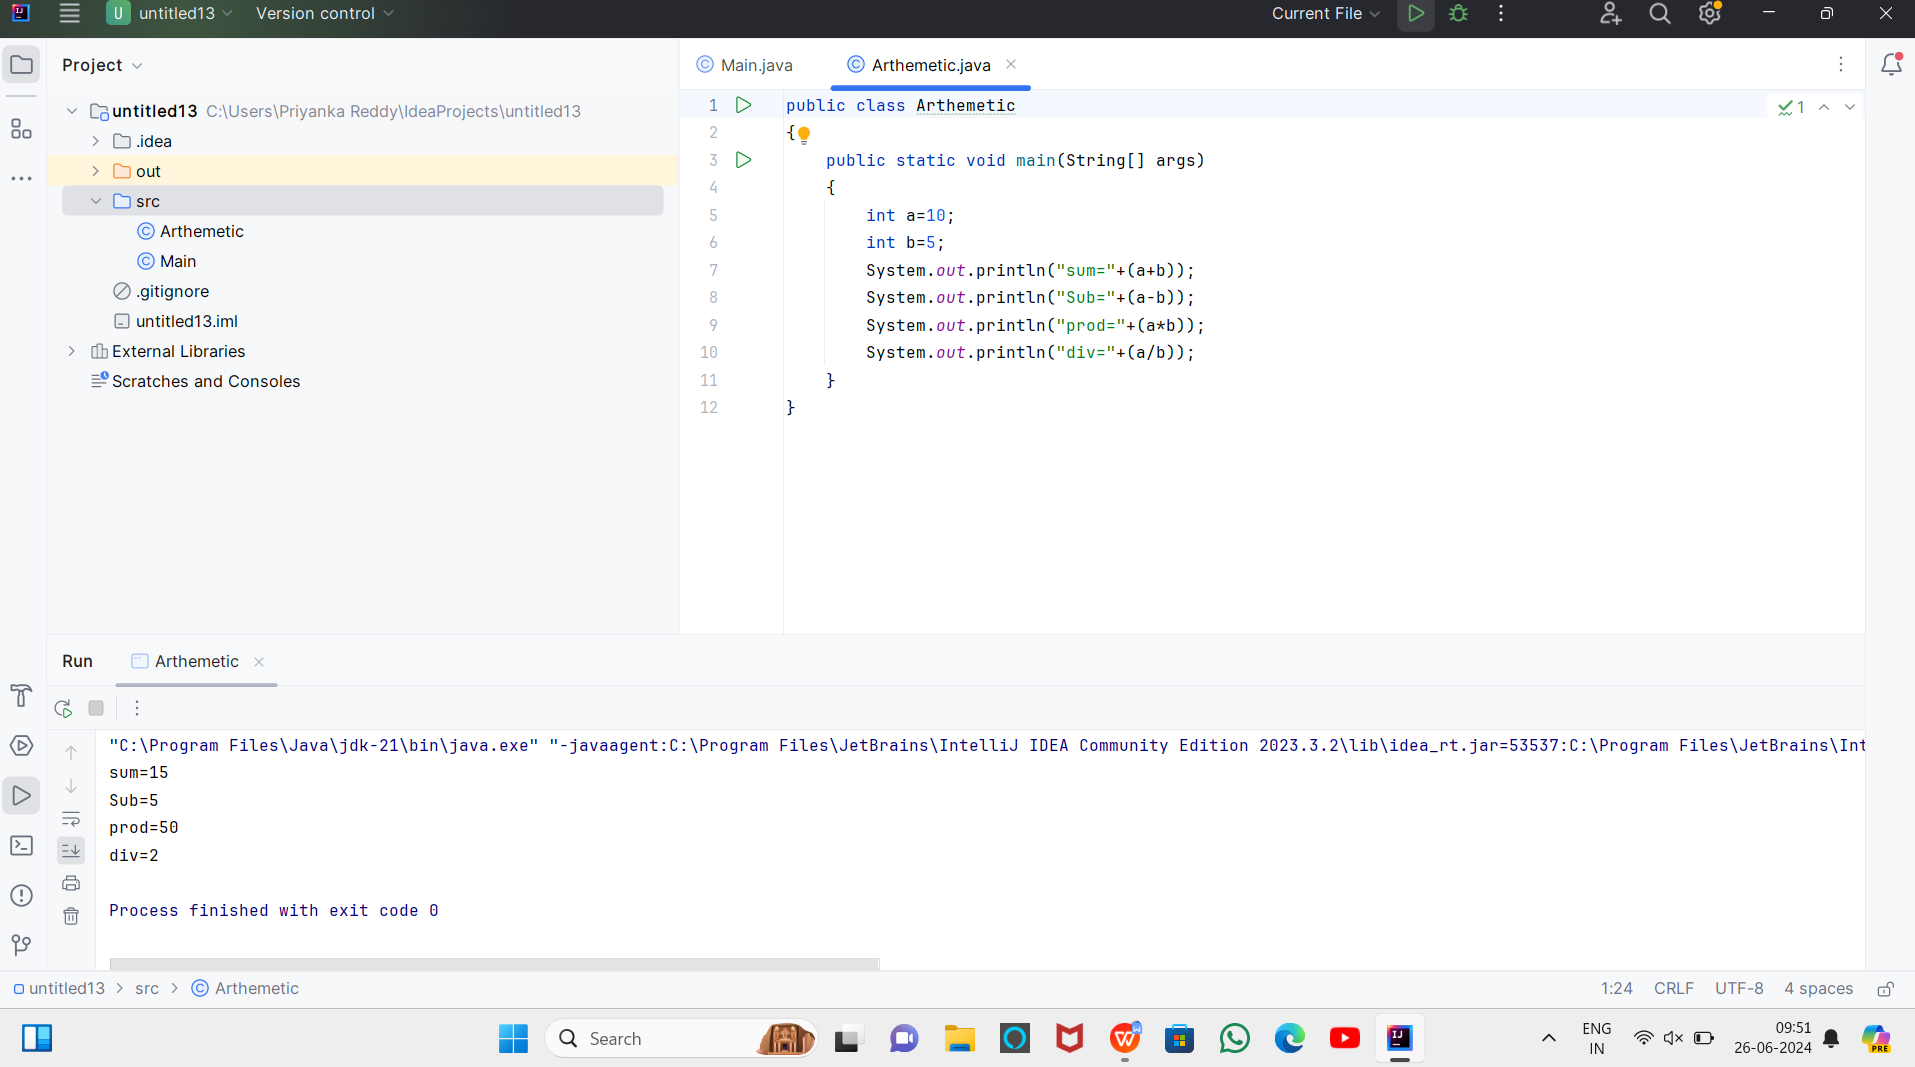 U untitled13 Version control Current File
Project
Main.java Arthemetic.java
untitled13 C:\Users\Priyanka Reddy\IdeaProjects\untitled13
.idea
out
src
Arthemetic
Main
.gitignore
untitled13.iml
External Libraries
Scratches and Consoles
1 public class Arthemetic
2 {
3 public static void main(String[] args)
4 {
5 int a=10;
6 int b=5;
7 System.out.println("sum="+(a+b));
8 System.out.println("Sub="+(a-b));
9 System.out.println("prod="+(a*b));
10 System.out.println("div="+(a/b));
11 }
12 }
1
Run Arthemetic
"C:\Program Files\Java\jdk-21\bin\java.exe" "-javaagent:C:\Program Files\JetBrains\IntelliJ IDEA Community Edition 2023.3.2\lib\idea_rt.jar=53537:C:\Program Files\JetBrains\Int
sum=15
Sub=5
prod=50
div=2
Process finished with exit code 0
untitled13 > src > Arthemetic 1:24 CRLF UTF-8 4 spaces
Search
ENG
IN
09:51
26-06-2024
PRE